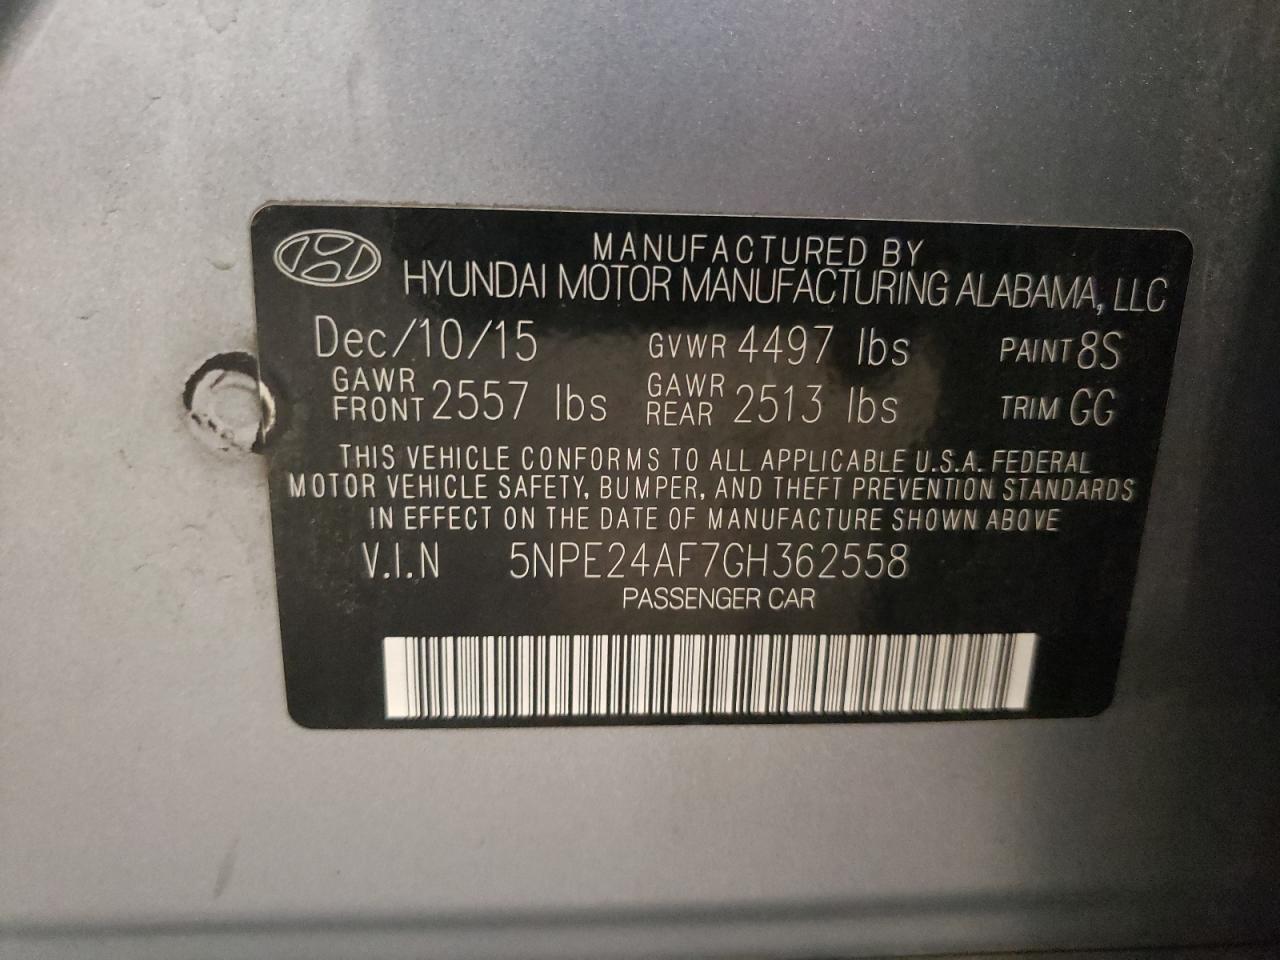 MANUFACTURED BY
HYUNDAI MOTOR MANUFACTURING ALABAMA, LLC
Dec/10/15 GVWR 4497 lbs PAINT 8S
GAWR FRONT 2557 lbs GAWR REAR 2513 lbs TRIM GG
THIS VEHICLE CONFORMS TO ALL APPLICABLE U.S.A. FEDERAL
MOTOR VEHICLE SAFETY, BUMPER, AND THEFT PREVENTION STANDARDS
IN EFFECT ON THE DATE OF MANUFACTURE SHOWN ABOVE
V.I.N 5NPE24AF7GH362558
PASSENGER CAR